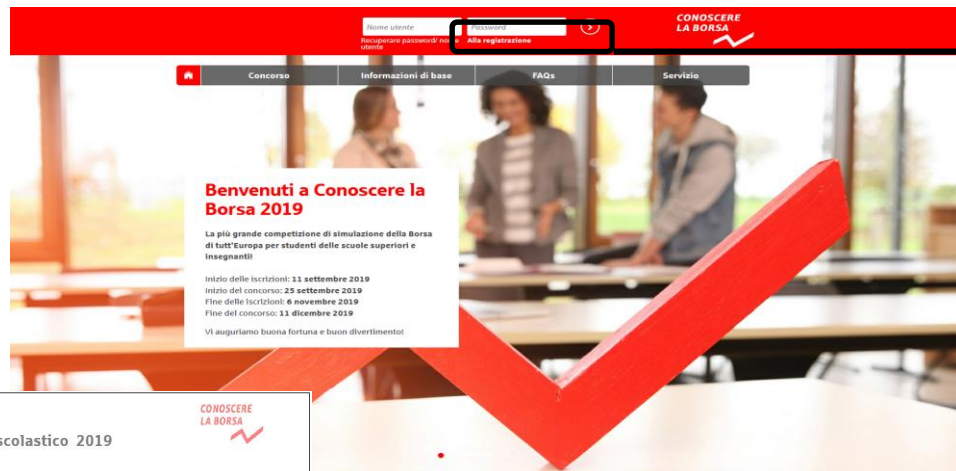 Nome utente
Password
CONOSCERE
LA BORSA
Recuperare password/ nome
utente
Alla registrazione
Concorso
Informazioni di base
FAQs
Servizio
Benvenuti a Conoscere la
Borsa 2019
La più grande competizione di simulazione della Borsa
di tutt'Europa per studenti delle scuole superiori e
insegnanti!
Inizio delle iscrizioni: 11 settembre 2019
Inizio del concorso: 25 settembre 2019
Fine delle iscrizioni: 6 novembre 2019
Fine del concorso: 11 dicembre 2019
Vi auguriamo buona fortuna e buon divertimento!
CONOSCERE
LA BORSA
scolastico 2019